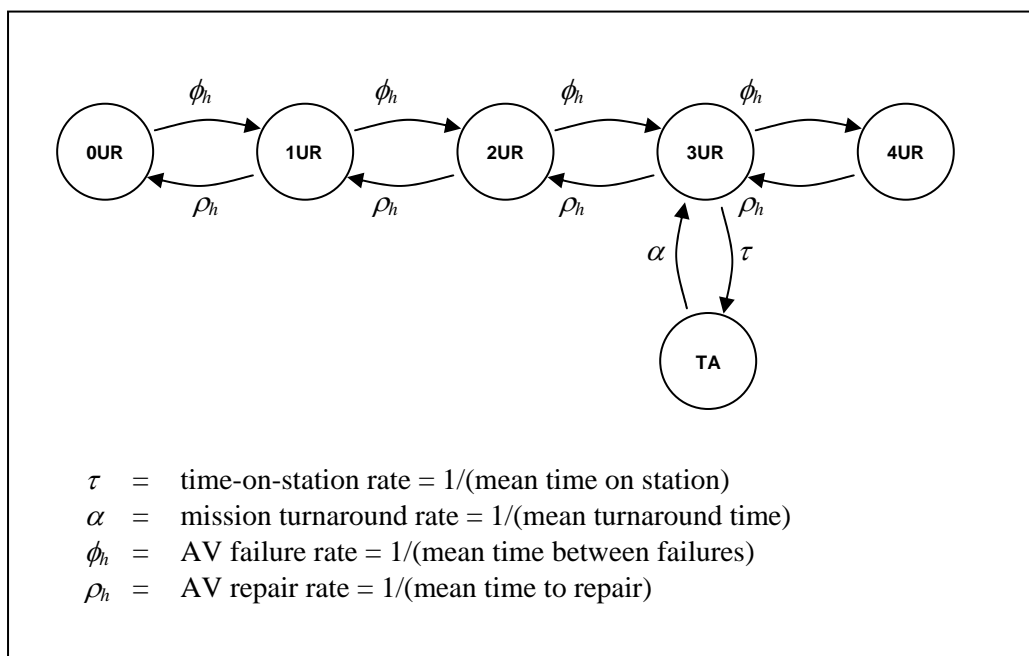 ϕh ϕh ϕh ϕh
0UR 1UR 2UR 3UR 4UR
ρh ρh ρh ρh
α τ
TA
τ = time-on-station rate = 1/(mean time on station)
α = mission turnaround rate = 1/(mean turnaround time)
ϕh = AV failure rate = 1/(mean time between failures)
ρh = AV repair rate = 1/(mean time to repair)